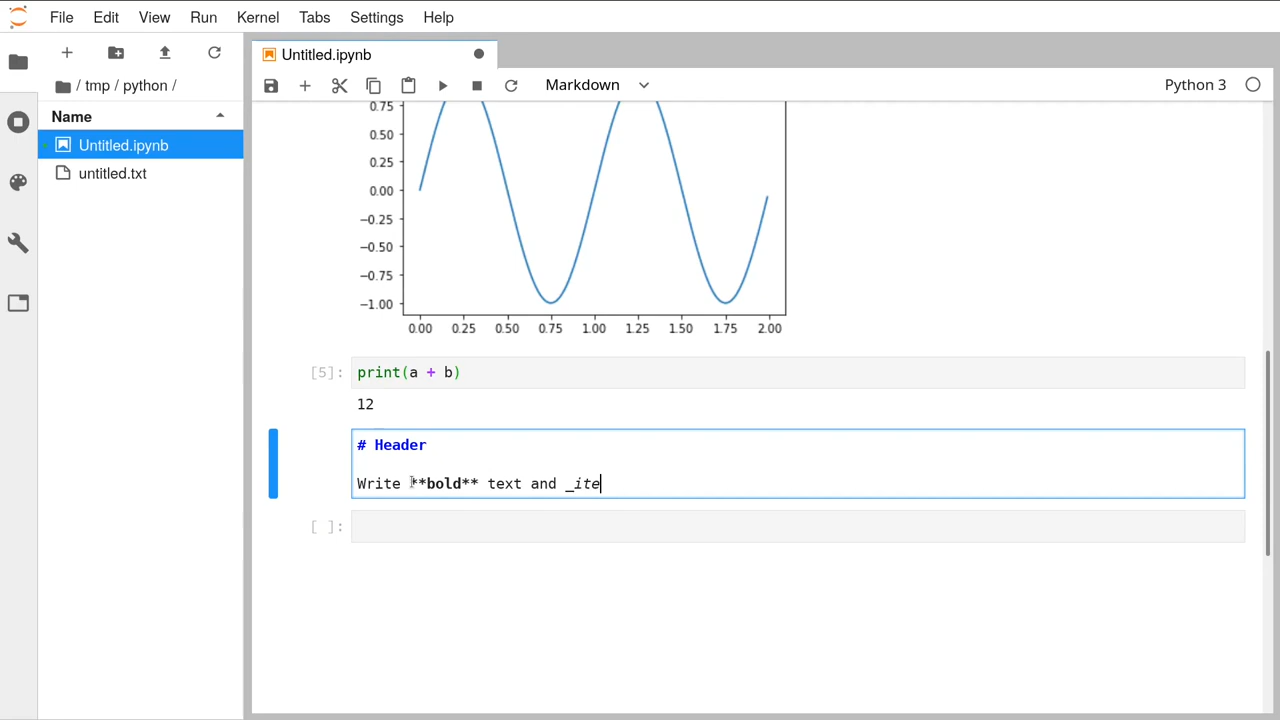 File Edit View Run Kernel Tabs Settings Help
Untitled.ipynb
/ tmp / python /
Markdown
Python 3
Name
Untitled.ipynb
untitled.txt
0.75
0.50
0.25
0.00
−0.25
−0.50
−0.75
−1.00
0.00 0.25 0.50 0.75 1.00 1.25 1.50 1.75 2.00
[5]: print(a + b)
12
# Header
Write **bold** text and _ite
[ ]: